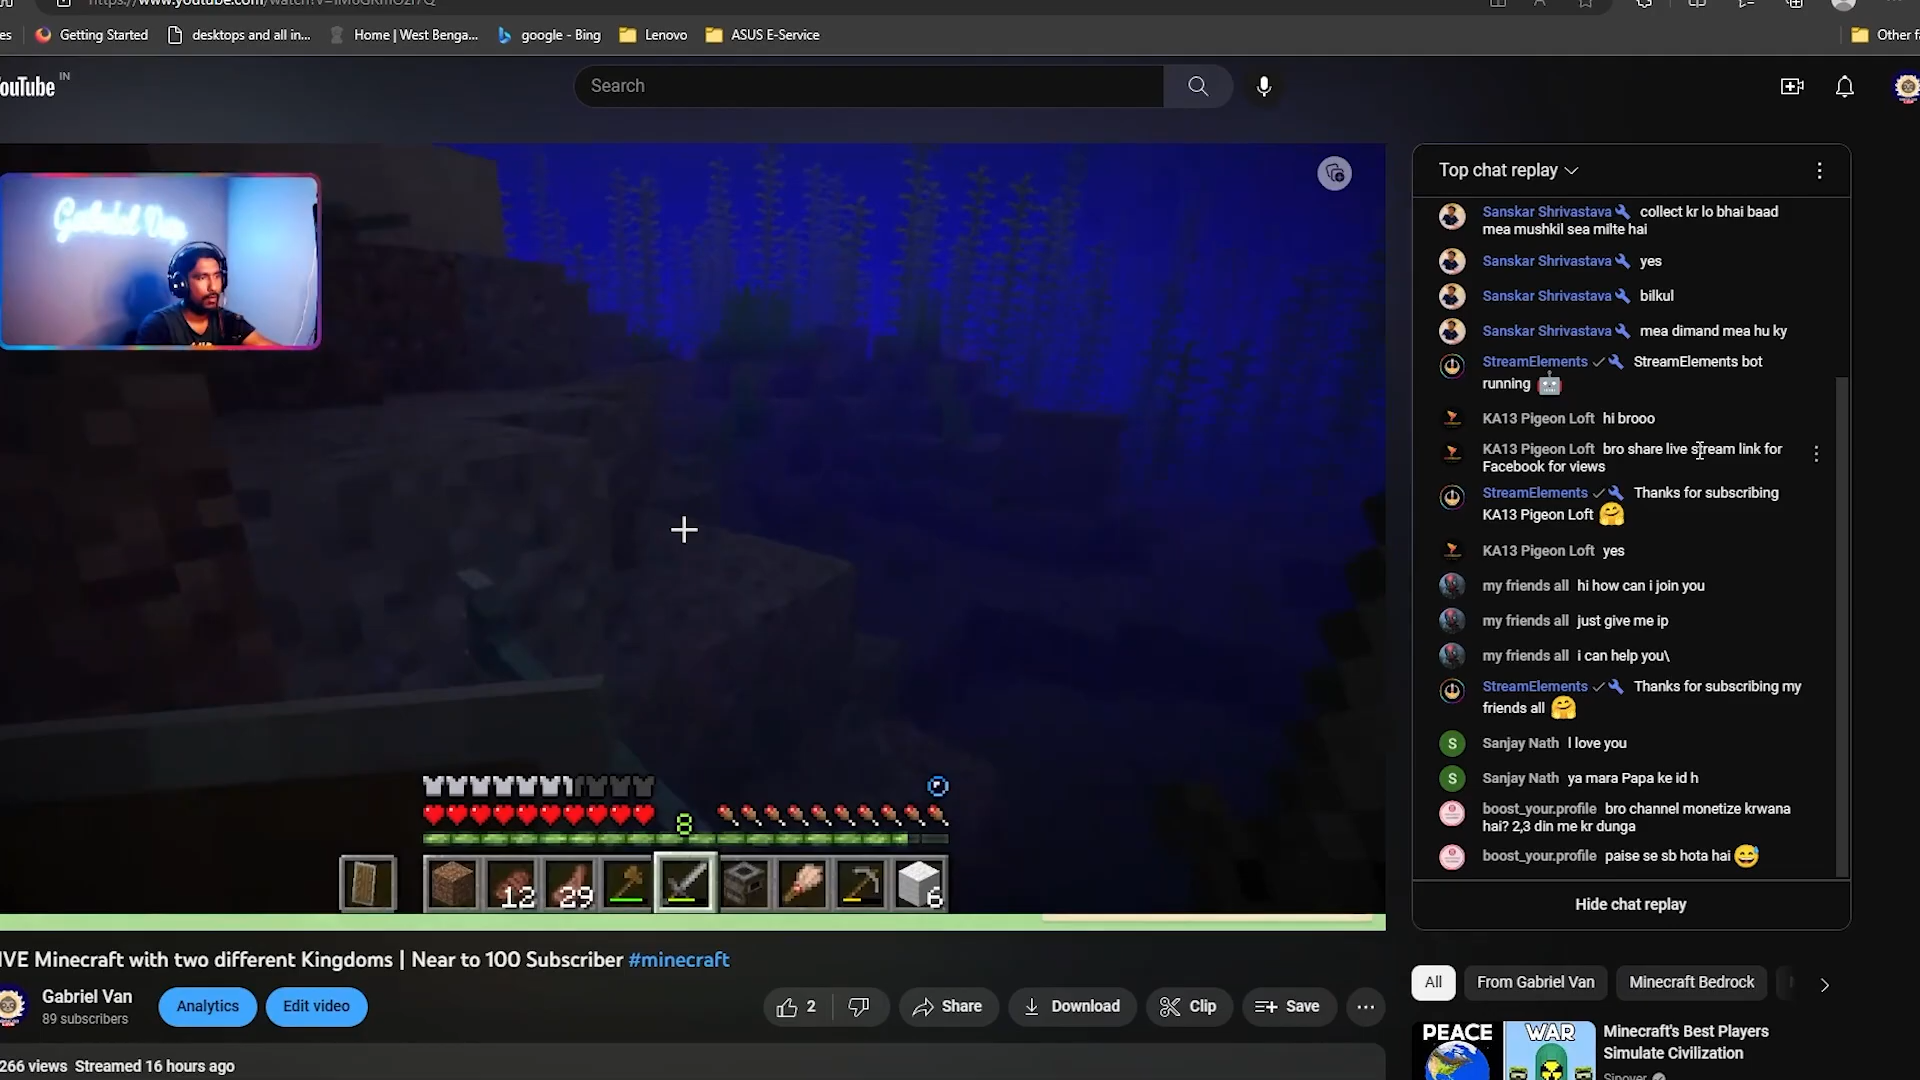 Getting Started desktops and all in... Home | West Benga... google - Bing Lenovo ASUS E-Service Other
YouTube IN
Search
Gabriel Van
Top chat replay
Sanskar Shrivastava collect kr lo bhai baad
mea mushkil sea milte hai
Sanskar Shrivastava yes
Sanskar Shrivastava bilkul
Sanskar Shrivastava mea dimand mea hu ky
StreamElements StreamElements bot
running 🤖
KA13 Pigeon Loft hi brooo
KA13 Pigeon Loft bro share live stream link for
Facebook for views
StreamElements Thanks for subscribing
KA13 Pigeon Loft 🤗
KA13 Pigeon Loft yes
my friends all hi how can i join you
my friends all just give me ip
my friends all i can help you\
StreamElements Thanks for subscribing my
friends all 🤗
S Sanjay Nath I love you
S Sanjay Nath ya mara Papa ke id h
boost_your.profile bro channel monetize krwana
hai? 2,3 din me kr dunga
boost_your.profile paise se sb hota hai 😅
Hide chat replay
8
12 29 6
IVE Minecraft with two different Kingdoms | Near to 100 Subscriber #minecraft
Gabriel Van
89 subscribers
Analytics Edit video 2 Share Download Clip Save
266 views Streamed 16 hours ago
All From Gabriel Van Minecraft Bedrock
PEACE WAR
Minecraft's Best Players
Simulate Civilization